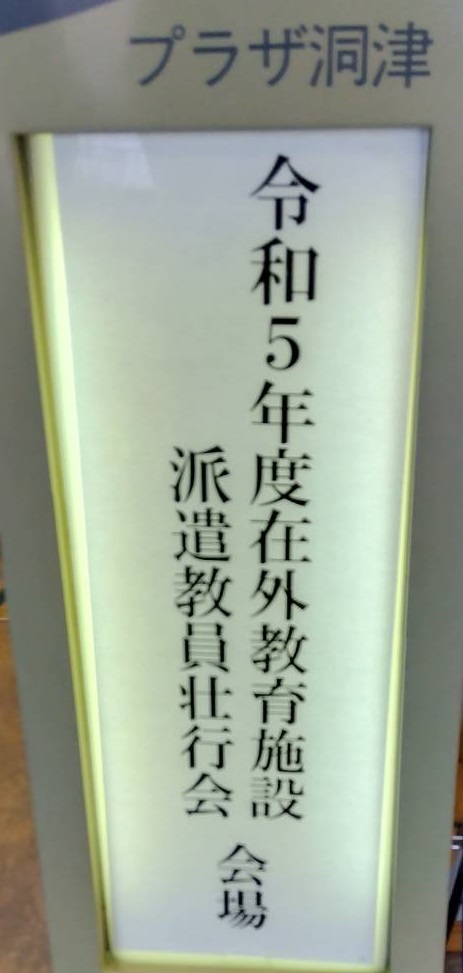 プラザ洞津
令和5年度在外教育施設
派遣教員壮行会
会場